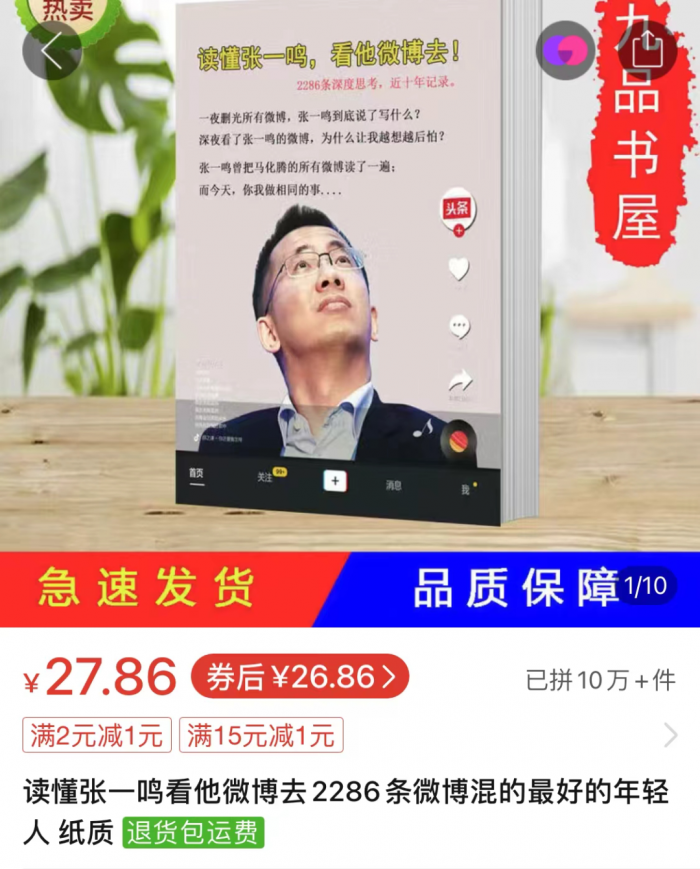 热卖
九品书屋
读懂张一鸣，看他微博去！
2286条深度思考，近十年记录。
一夜删光所有微博，张一鸣到底说了写什么？
深夜看了张一鸣的微博，为什么让我越想越后怕？
张一鸣曾把马化腾的所有微博读了一遍；
而今天，你我做相同的事....
头条
首页
关注
99+
+
消息
我
急速发货
品质保障
1/10
¥27.86
券后 ¥26.86
已拼10万+件
满2元减1元
满15元减1元
读懂张一鸣看他微博去2286条微博混的最好的年轻
人 纸质 退货包运费